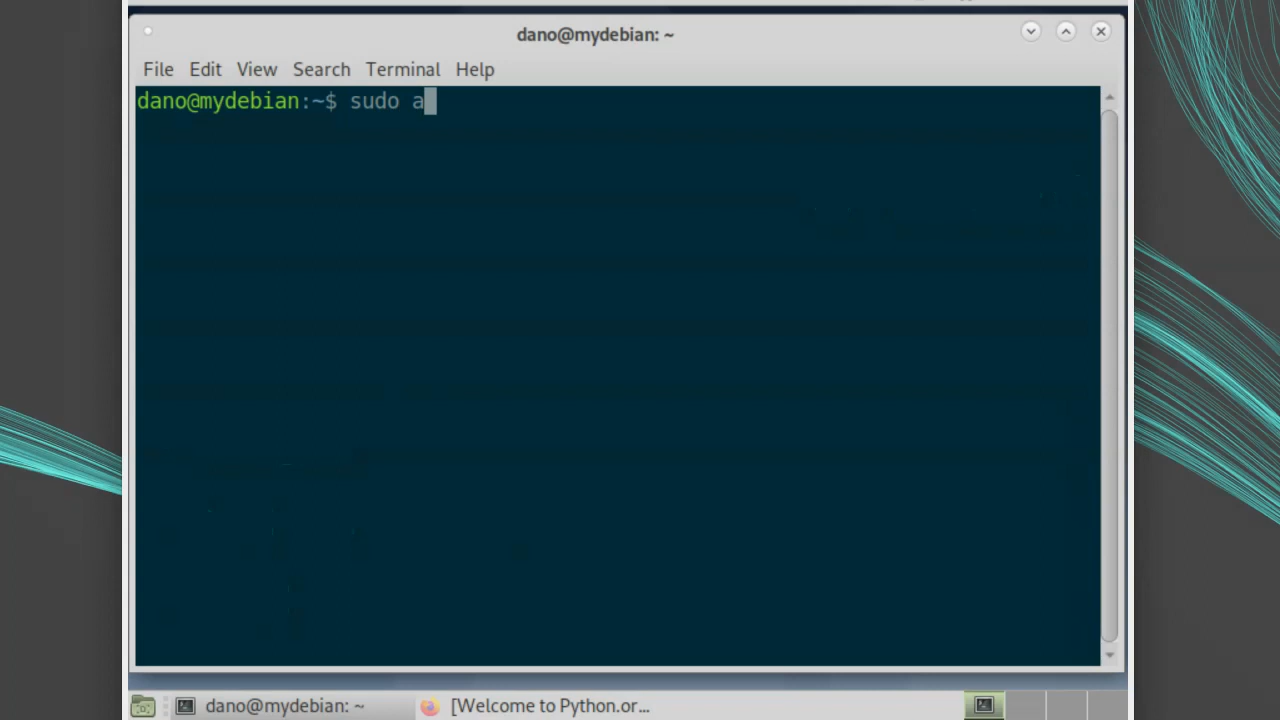 dano@mydebian: ~
File Edit View Search Terminal Help
dano@mydebian:~$ sudo a
dano@mydebian: ~
[Welcome to Python.or...